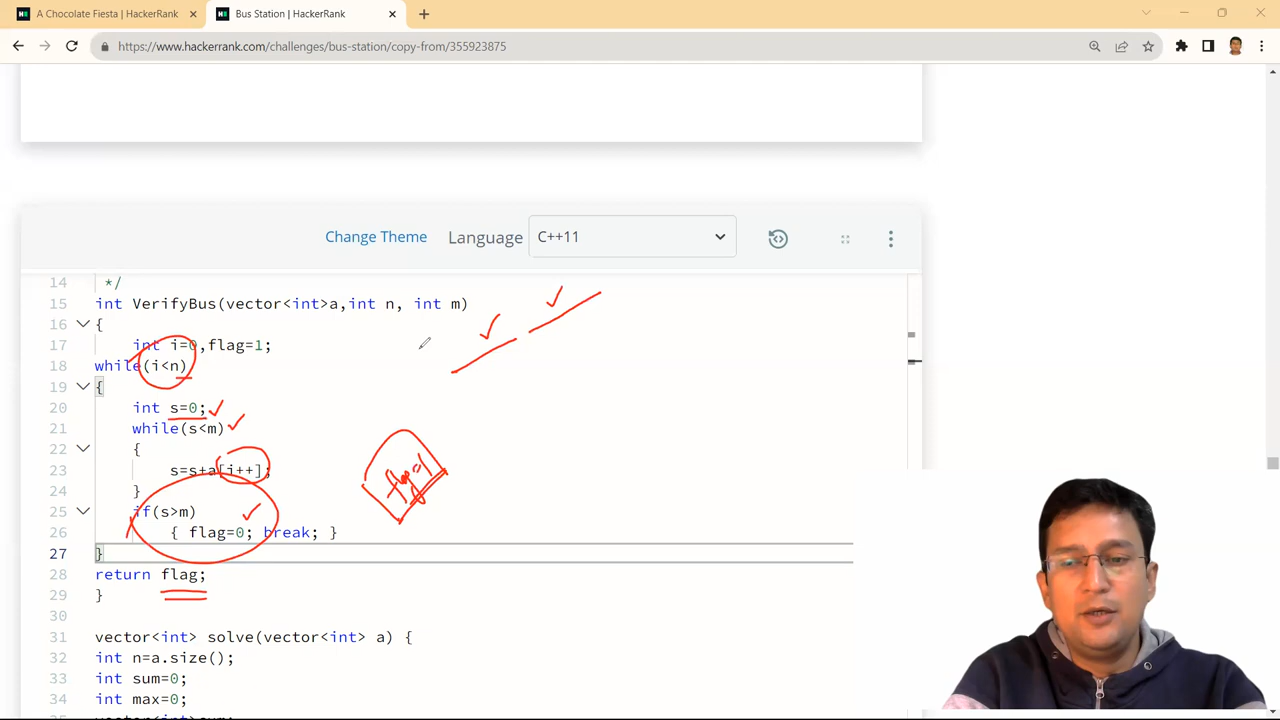 A Chocolate Fiesta | HackerRank
Bus Station | HackerRank
https://www.hackerrank.com/challenges/bus-station/copy-from/355923875
Change Theme
Language
C++11
14 */
15 int VerifyBus(vector<int>a,int n, int m)
16 {
17 int i=0,flag=1;
18 while(i<n)
19 {
20 int s=0;
21 while(s<m)
22 {
23 s=s+a[i++];
24 }
25 if(s>m)
26 { flag=0; break; }
27 }
28 return flag;
29 }
30
31 vector<int> solve(vector<int> a) {
32 int n=a.size();
33 int sum=0;
34 int max=0;